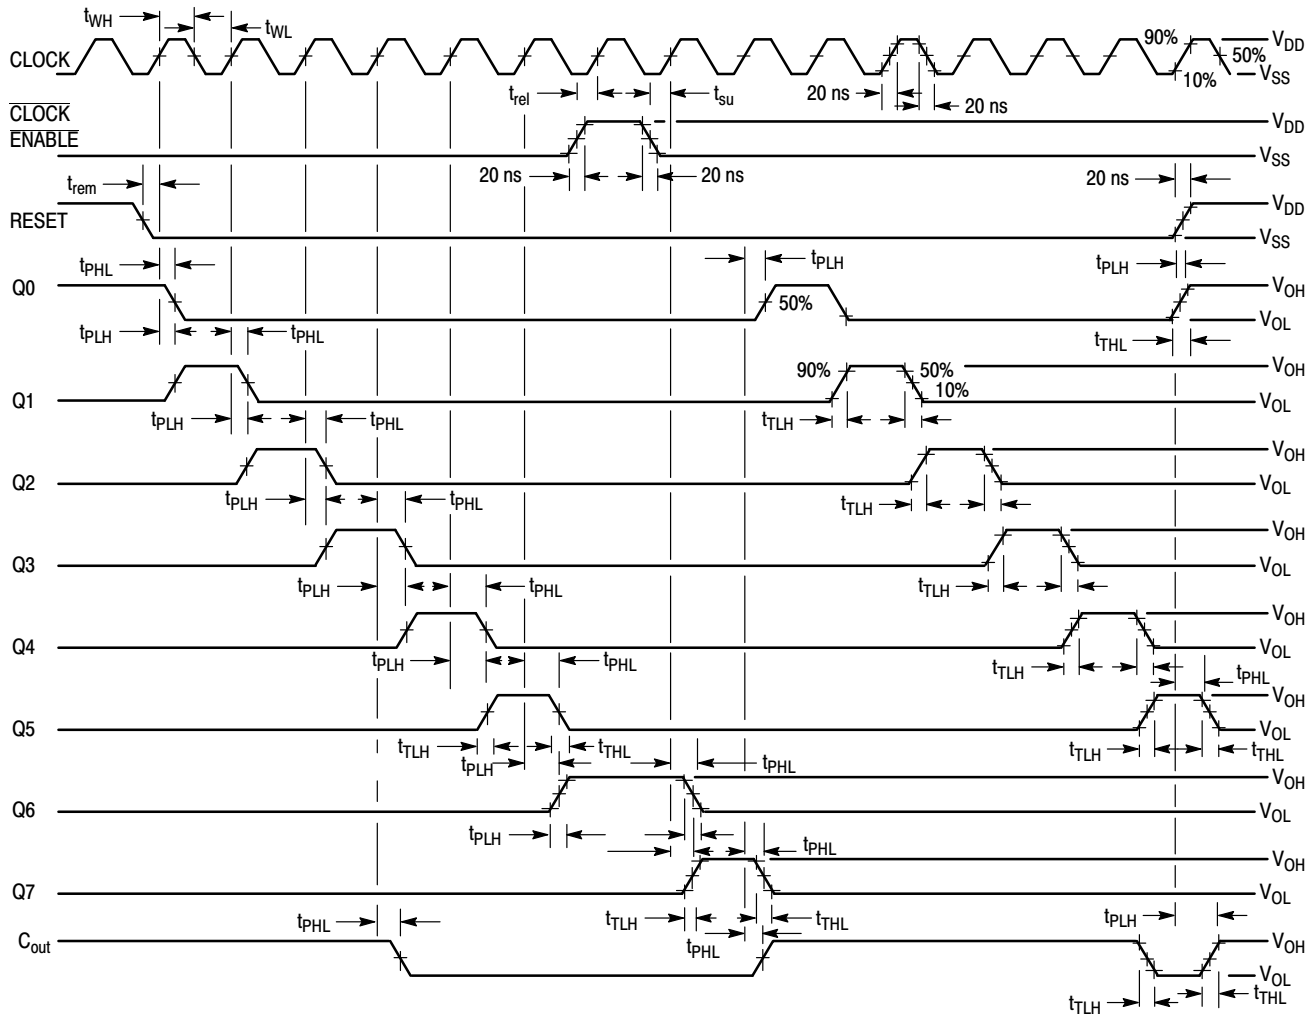 tWH
tWL
CLOCK
90%
VDD
50%
VSS
10%
trel
tsu
20 ns
20 ns
CLOCK
ENABLE
VDD
VSS
trem
20 ns
20 ns
20 ns
RESET
VDD
VSS
tPHL
tPLH
tPLH
Q0
50%
VOH
VOL
tPLH
tPHL
tTHL
90%
50%
VOH
Q1
10%
VOL
tPLH
tPHL
tTLH
VOH
Q2
VOL
tPLH
tPHL
tTLH
VOH
Q3
VOL
tPLH
tPHL
tTLH
VOH
Q4
VOL
tPLH
tPHL
tTLH
tPHL
VOH
Q5
VOL
tTLH
tTHL
tPLH
tPHL
tTLH
tTHL
VOH
Q6
VOL
tPLH
tPHL
VOH
Q7
VOL
tPHL
tTLH
tTHL
tPLH
tPHL
Cout
VOH
VOL
tTLH
tTHL